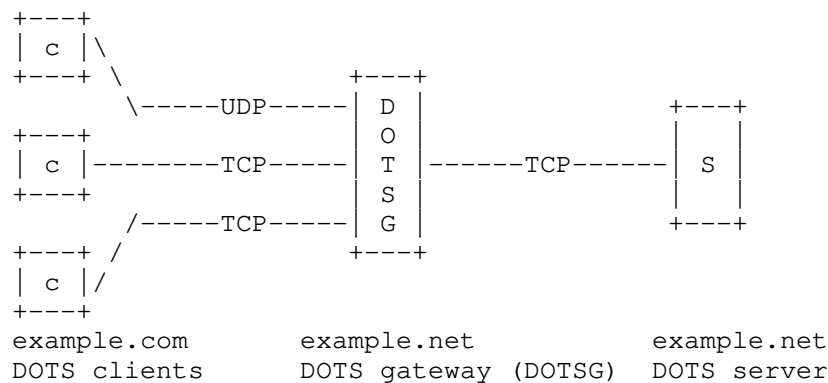 c
UDP
D
O
c TCP T TCP S
S
TCP G
c
example.com example.net example.net
DOTS clients DOTS gateway (DOTSG) DOTS server